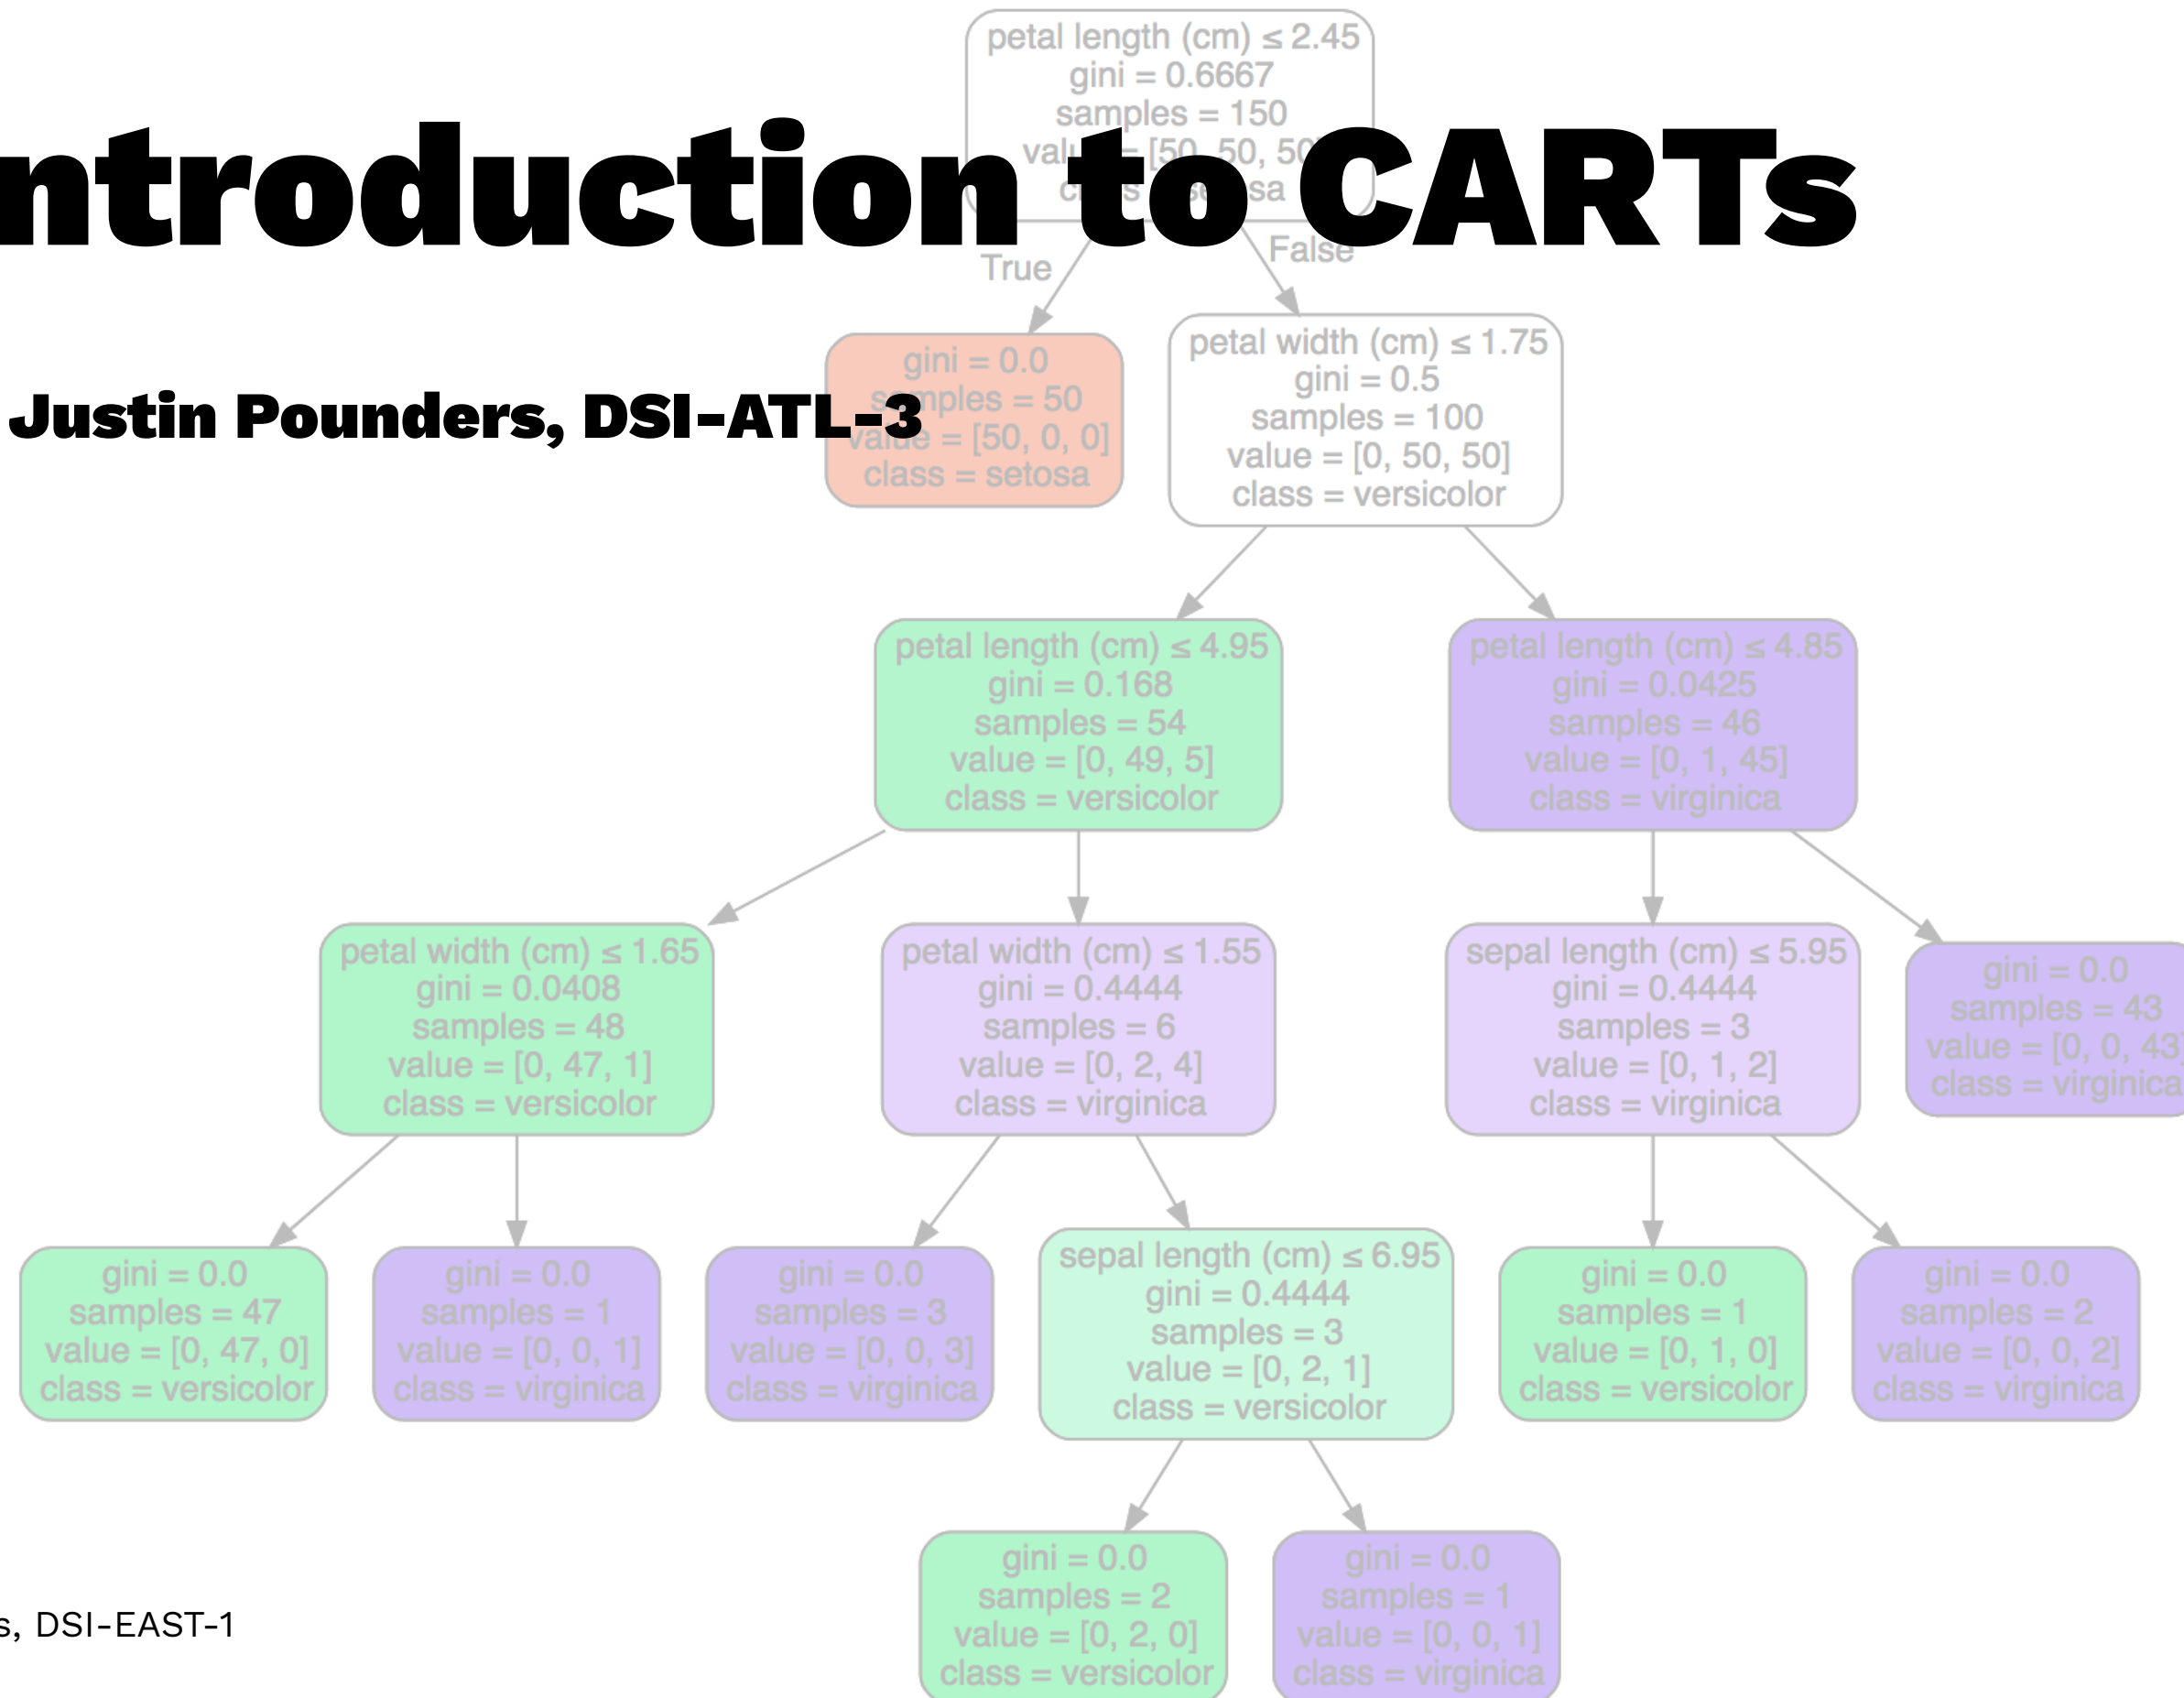 petal length (cm) ≤ 2.45
gini = 0.6667
samples = 150
ntroduction to CARTs
True
False
Justin Pounders, DSI-ATL-3
gini = 0.0
samples = 50
value = [50, 0, 0]
class = setosa
petal width (cm) ≤ 1.75
gini = 0.5
samples = 100
value = [0, 50, 50]
class = versicolor
petal length (cm) ≤ 4.95
gini = 0.168
samples = 54
value = [0, 49, 5]
class = versicolor
petal length (cm) ≤ 4.85
gini = 0.0425
samples = 46
value = [0, 1, 45]
class = virginica
petal width (cm) ≤ 1.65
gini = 0.0408
samples = 48
value = [0, 47, 1]
class = versicolor
petal width (cm) ≤ 1.55
gini = 0.4444
samples = 6
value = [0, 2, 4]
class = virginica
sepal length (cm) ≤ 5.95
gini = 0.4444
samples = 3
value = [0, 1, 2]
class = virginica
gini = 0.0
samples = 43
value = [0, 0, 43]
class = virginica
gini = 0.0
samples = 47
value = [0, 47, 0]
class = versicolor
gini = 0.0
samples = 1
value = [0, 0, 1]
class = virginica
gini = 0.0
samples = 3
value = [0, 0, 3]
class = virginica
sepal length (cm) ≤ 6.95
gini = 0.4444
samples = 3
value = [0, 2, 1]
class = versicolor
gini = 0.0
samples = 1
value = [0, 1, 0]
class = versicolor
gini = 0.0
samples = 2
value = [0, 0, 2]
class = virginica
gini = 0.0
samples = 2
value = [0, 2, 0]
class = versicolor
gini = 0.0
samples = 1
value = [0, 0, 1]
class = virginica
s, DSI-EAST-1